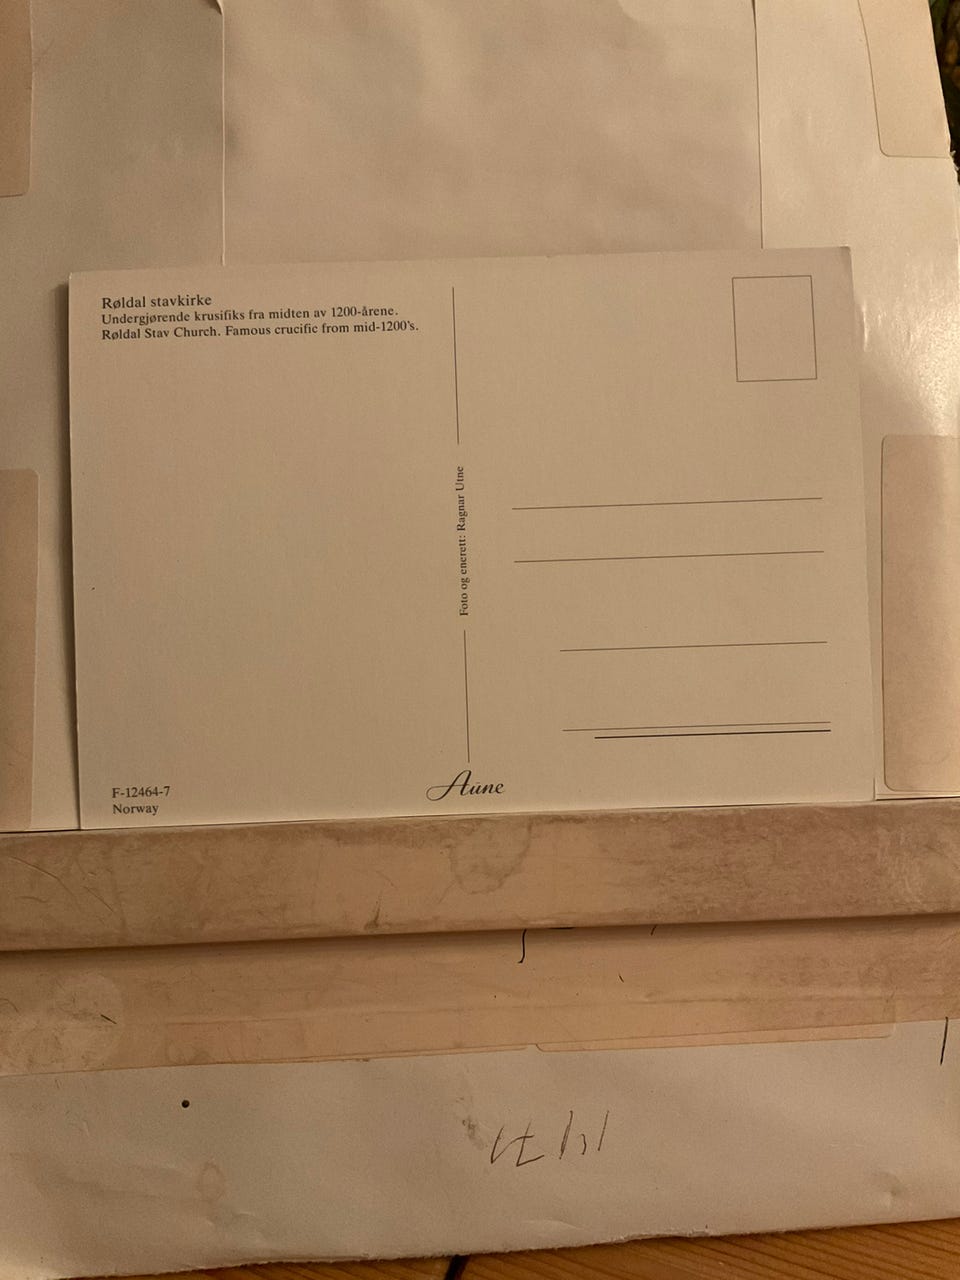 Røldal stavkirke
Undergjørende krusifiks fra midten av 1200-årene.
Røldal Stav Church. Famous crucific from mid-1200's.
Foto og enerett: Ragnar Utne
F-12464-7
Norway
Aune